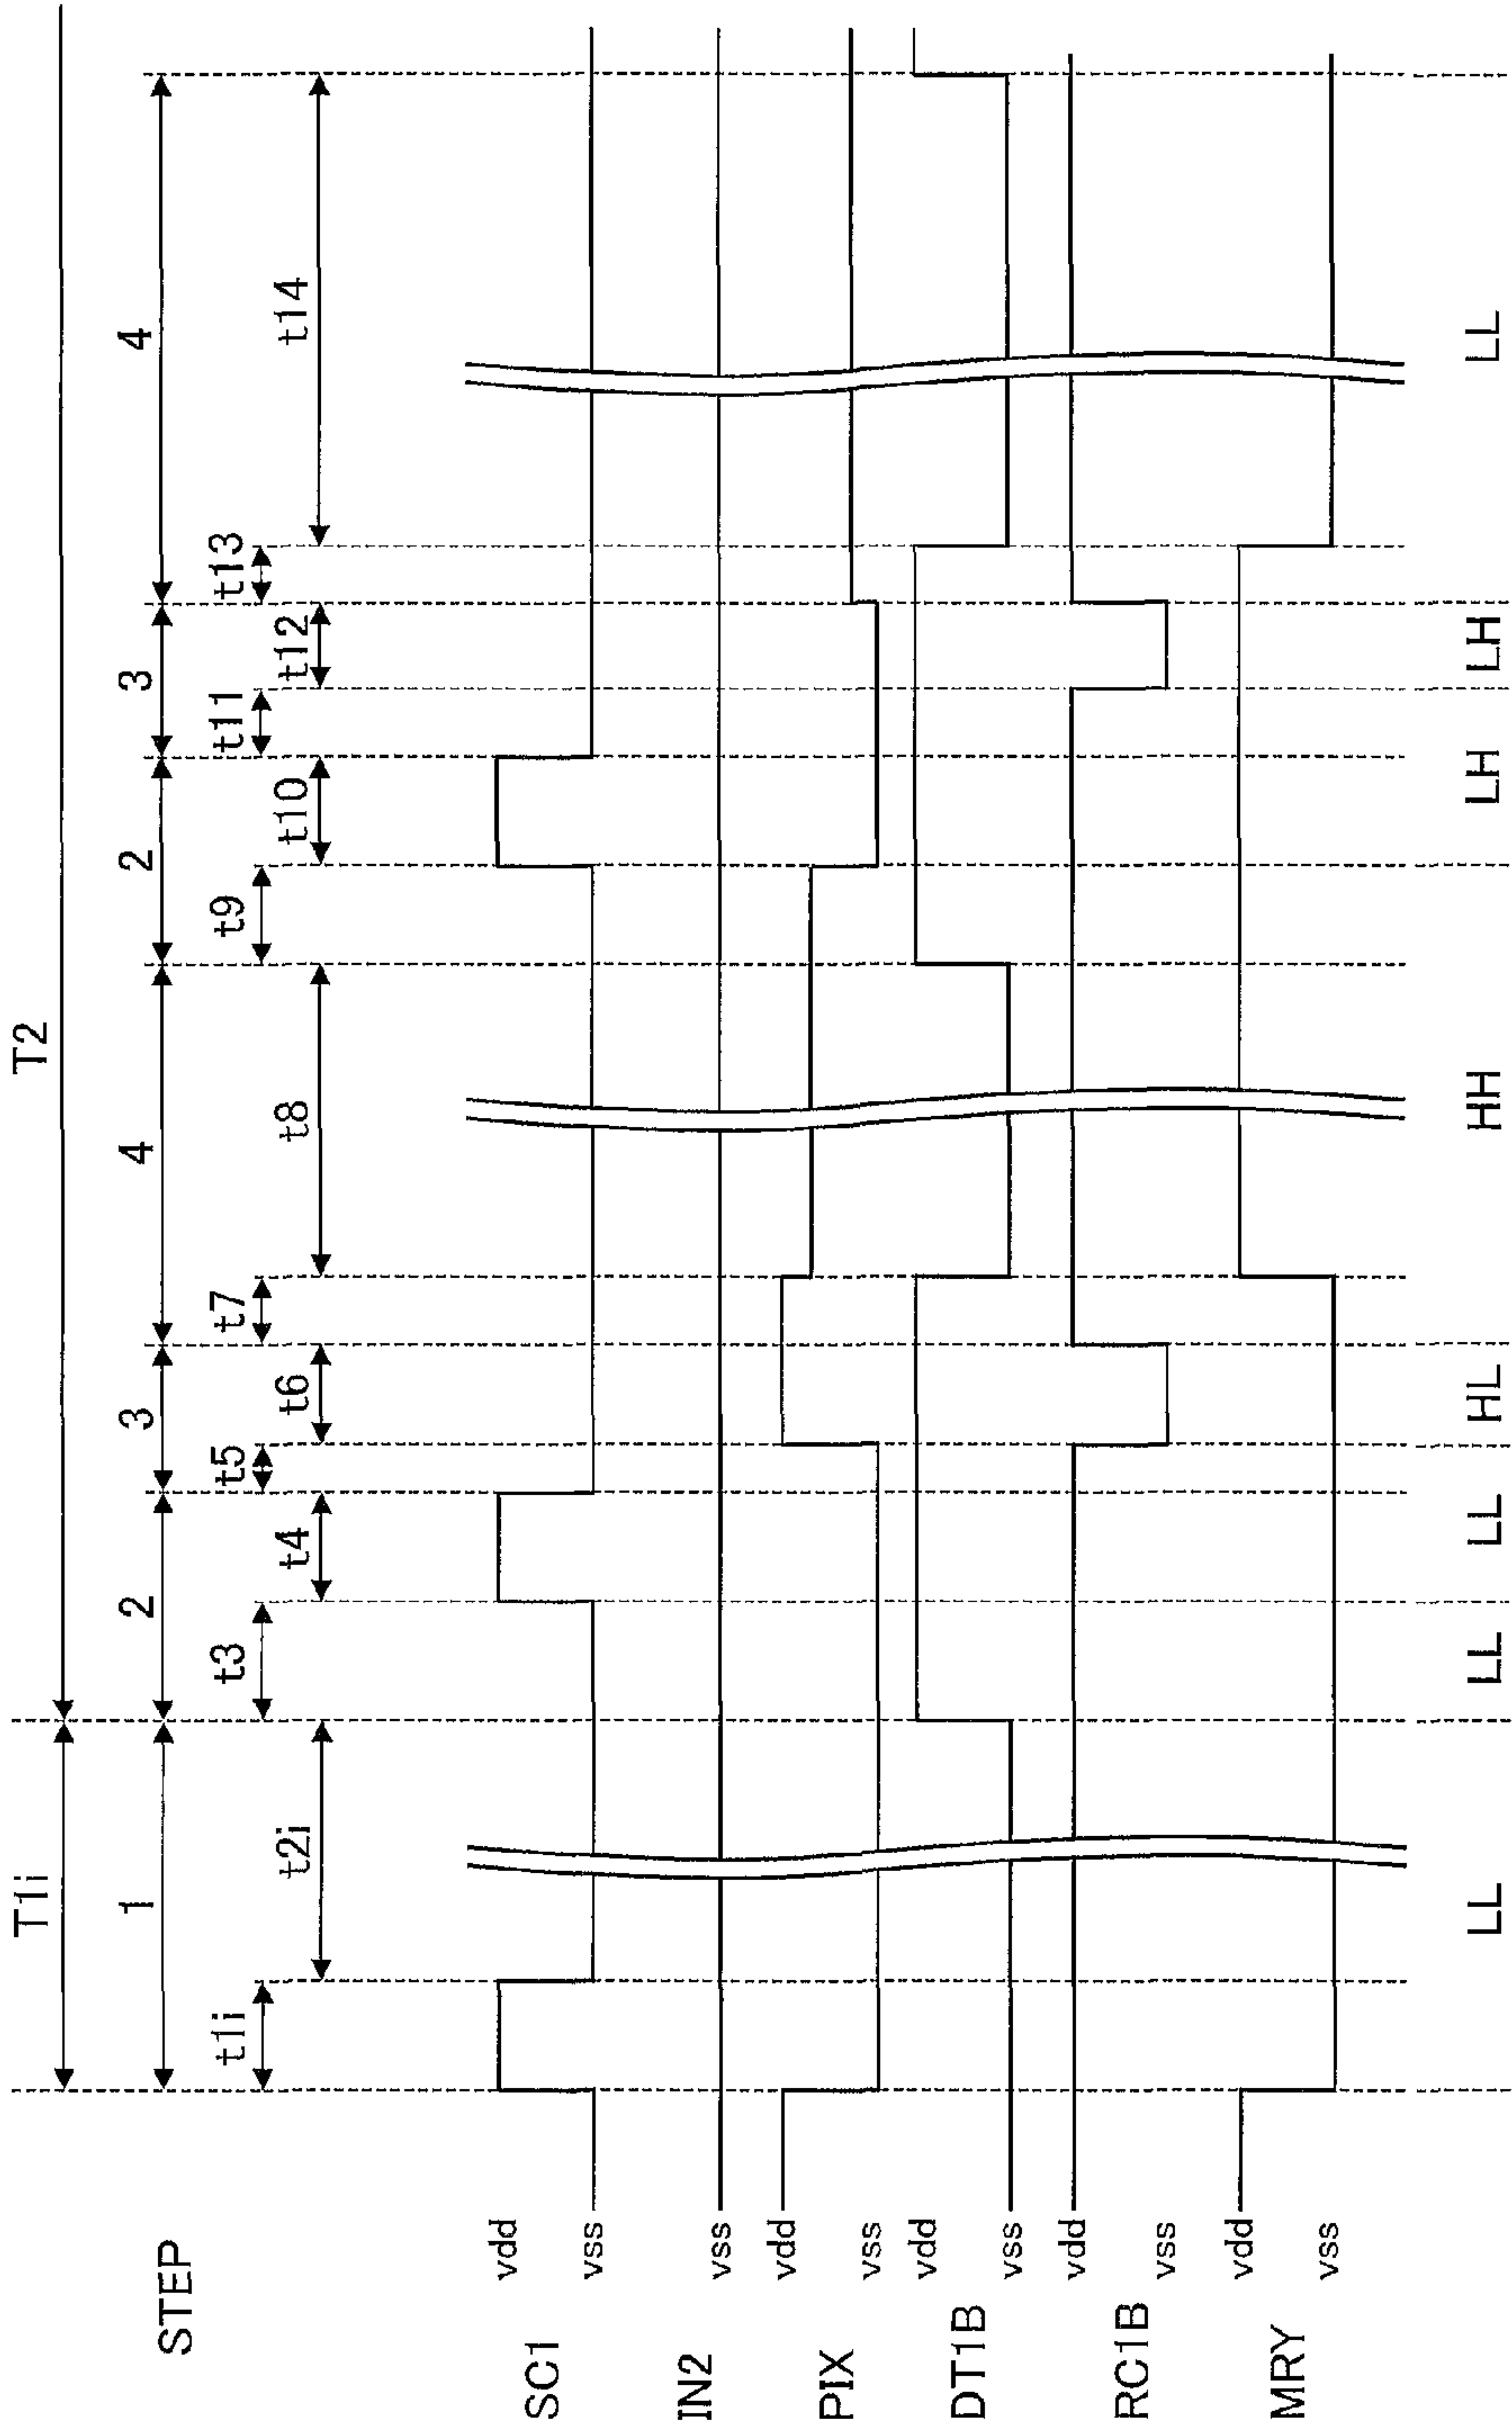 T1i T2
STEP 1 2 3 4 2 3 4
t1i t3 t5 t7 t9 t11 t13
t2i t4 t6 t8 t10 t12 t14
SC1 vdd
vss
IN2 vss
PIX vdd
vss
DT1B vdd
vss
RC1B vdd
vss
MRY vdd
vss
LL LL LL HL HH LH LH LL